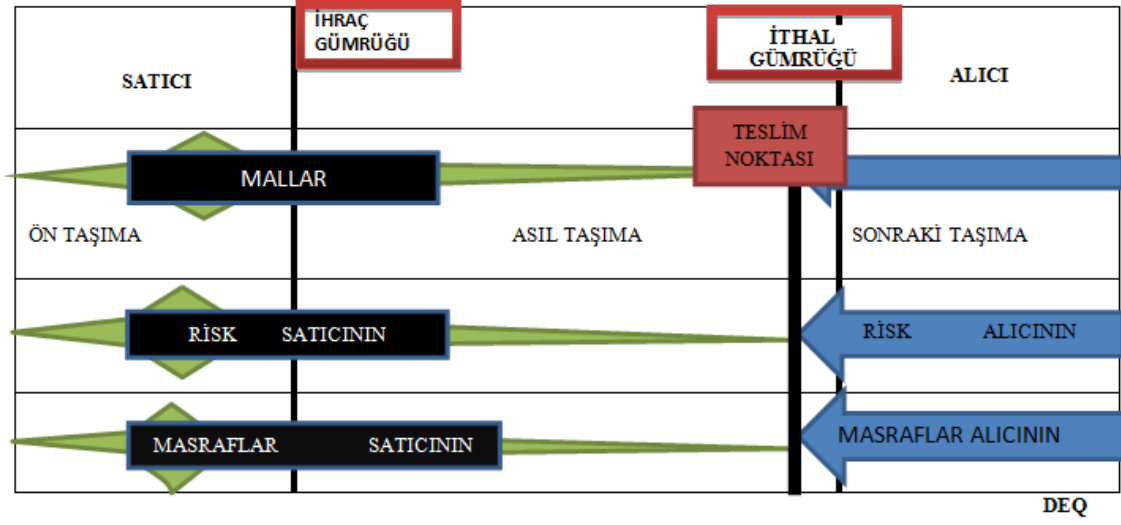 İHRAÇ
GÜMRÜĞÜ
İTHAL
GÜMRÜĞÜ
SATICI
ALICI
TESLİM
NOKTASI
MALLAR
ÖN TAŞIMA
ASIL TAŞIMA
SONRAKİ TAŞIMA
RİSK SATICININ
RİSK ALICININ
MASRAFLAR SATICININ
MASRAFLAR ALICININ
DEQ